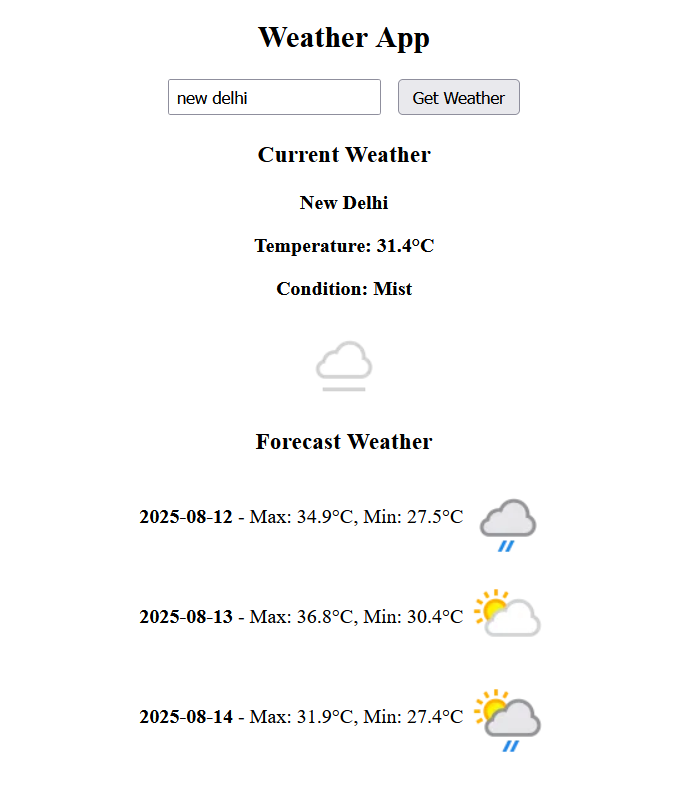 Weather App
new delhi Get Weather
Current Weather
New Delhi
Temperature: 31.4°C
Condition: Mist
Forecast Weather
2025-08-12 - Max: 34.9°C, Min: 27.5°C
2025-08-13 - Max: 36.8°C, Min: 30.4°C
2025-08-14 - Max: 31.9°C, Min: 27.4°C